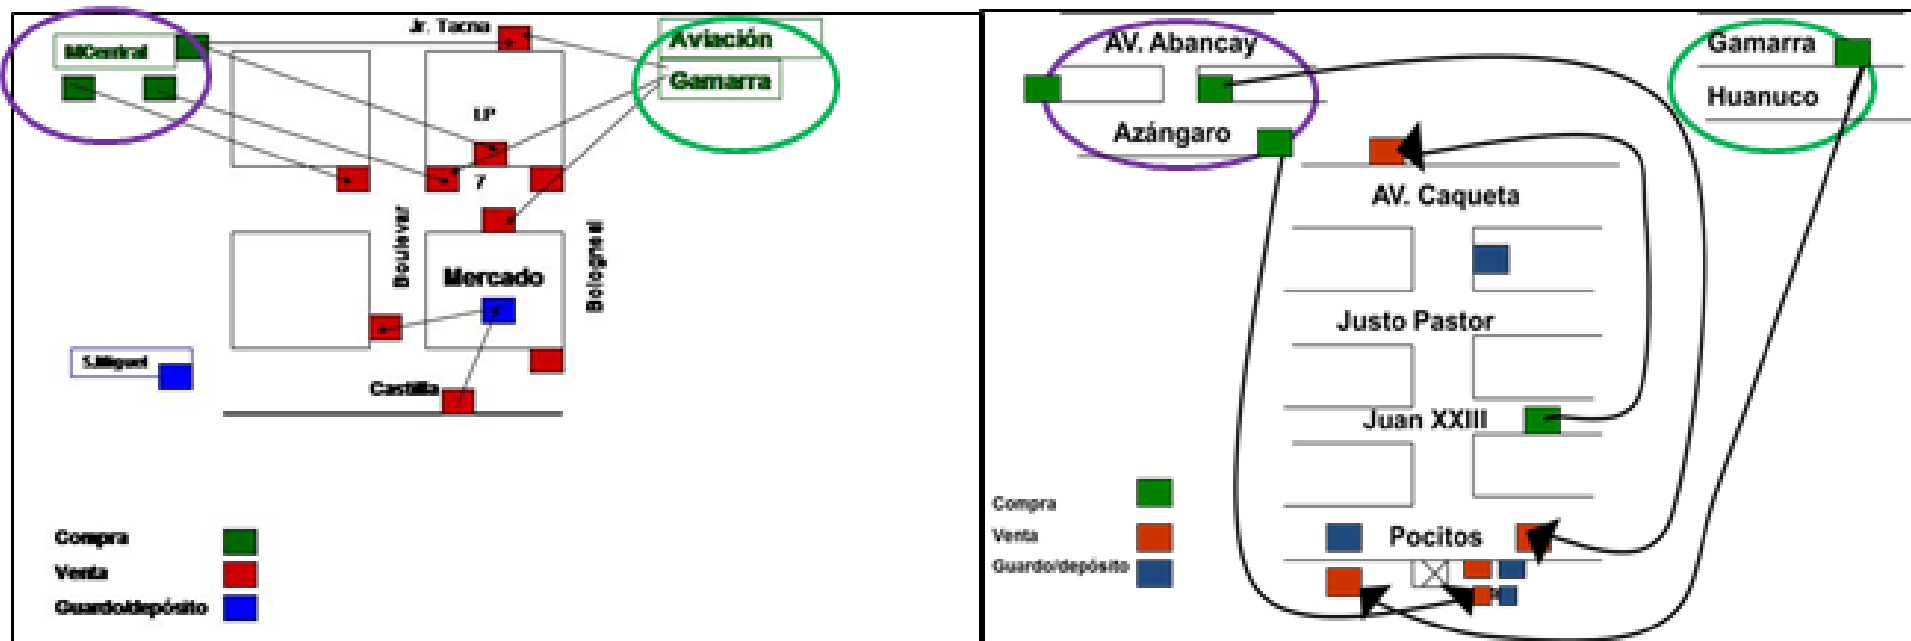 Jr. Tacna
MCentral
Aviación
Gamarra
LP
7
Boulevar
Mercado
Bolognesi
S.Miguel
Castilla
Compra
Venta
Guardo/depósito
AV. Abancay
Azángaro
Gamarra
Huanuco
AV. Caqueta
Justo Pastor
Juan XXIII
Pocitos
Compra
Venta
Guardo/depósito